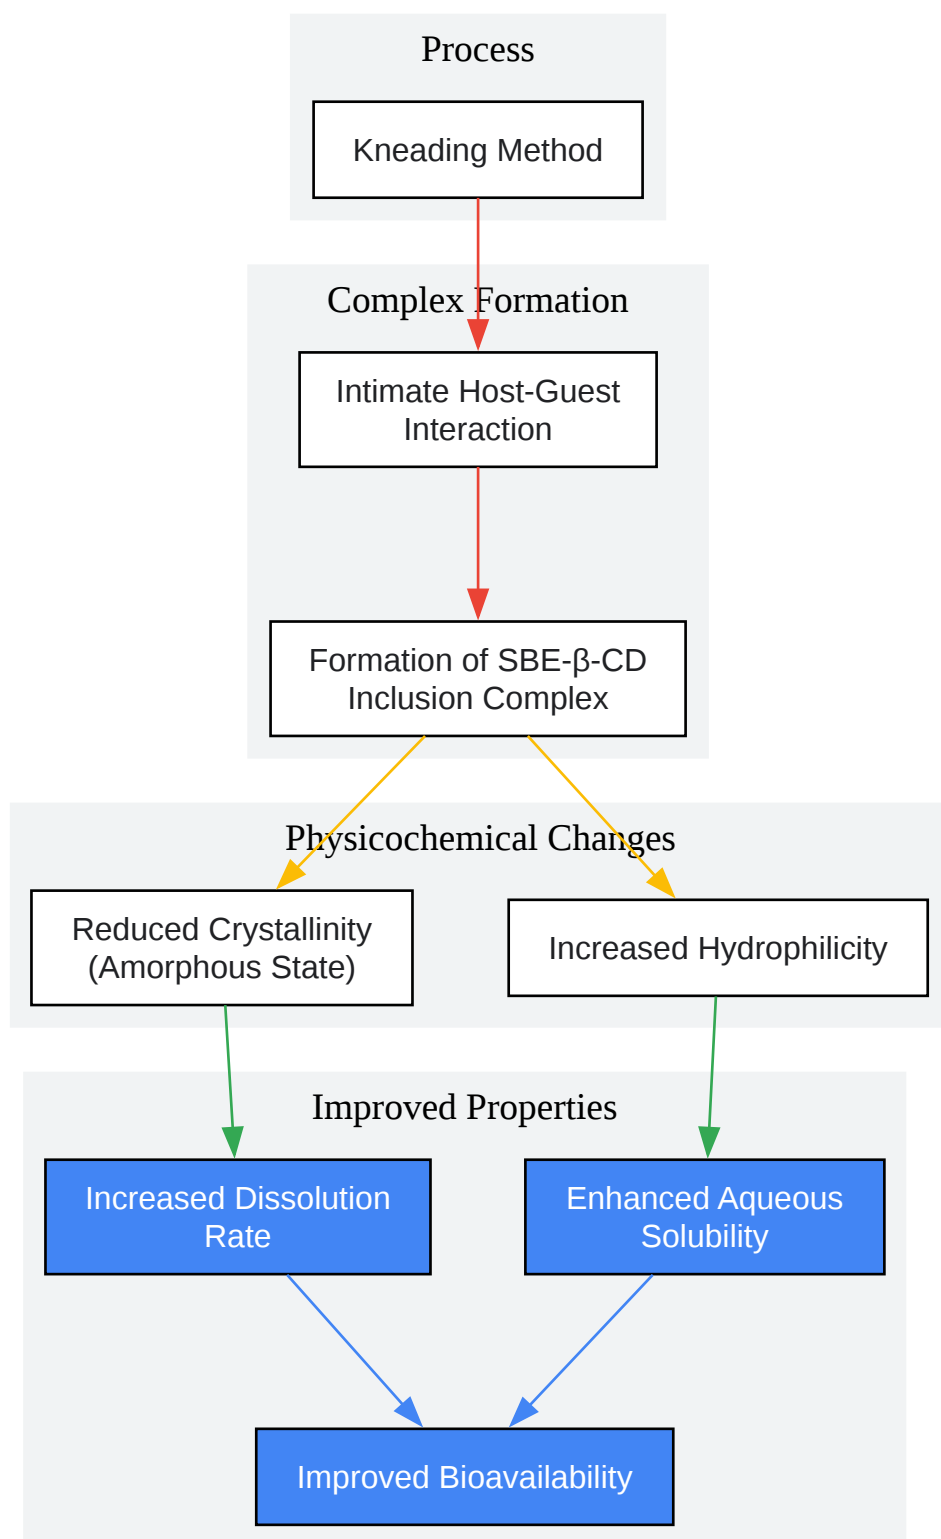 Process
Kneading Method
Complex Formation
Intimate Host-Guest
Interaction
Formation of SBE-β-CD
Inclusion Complex
Physicochemical Changes
Reduced Crystallinity
(Amorphous State)
Increased Hydrophilicity
Improved Properties
Increased Dissolution
Rate
Enhanced Aqueous
Solubility
Improved Bioavailability